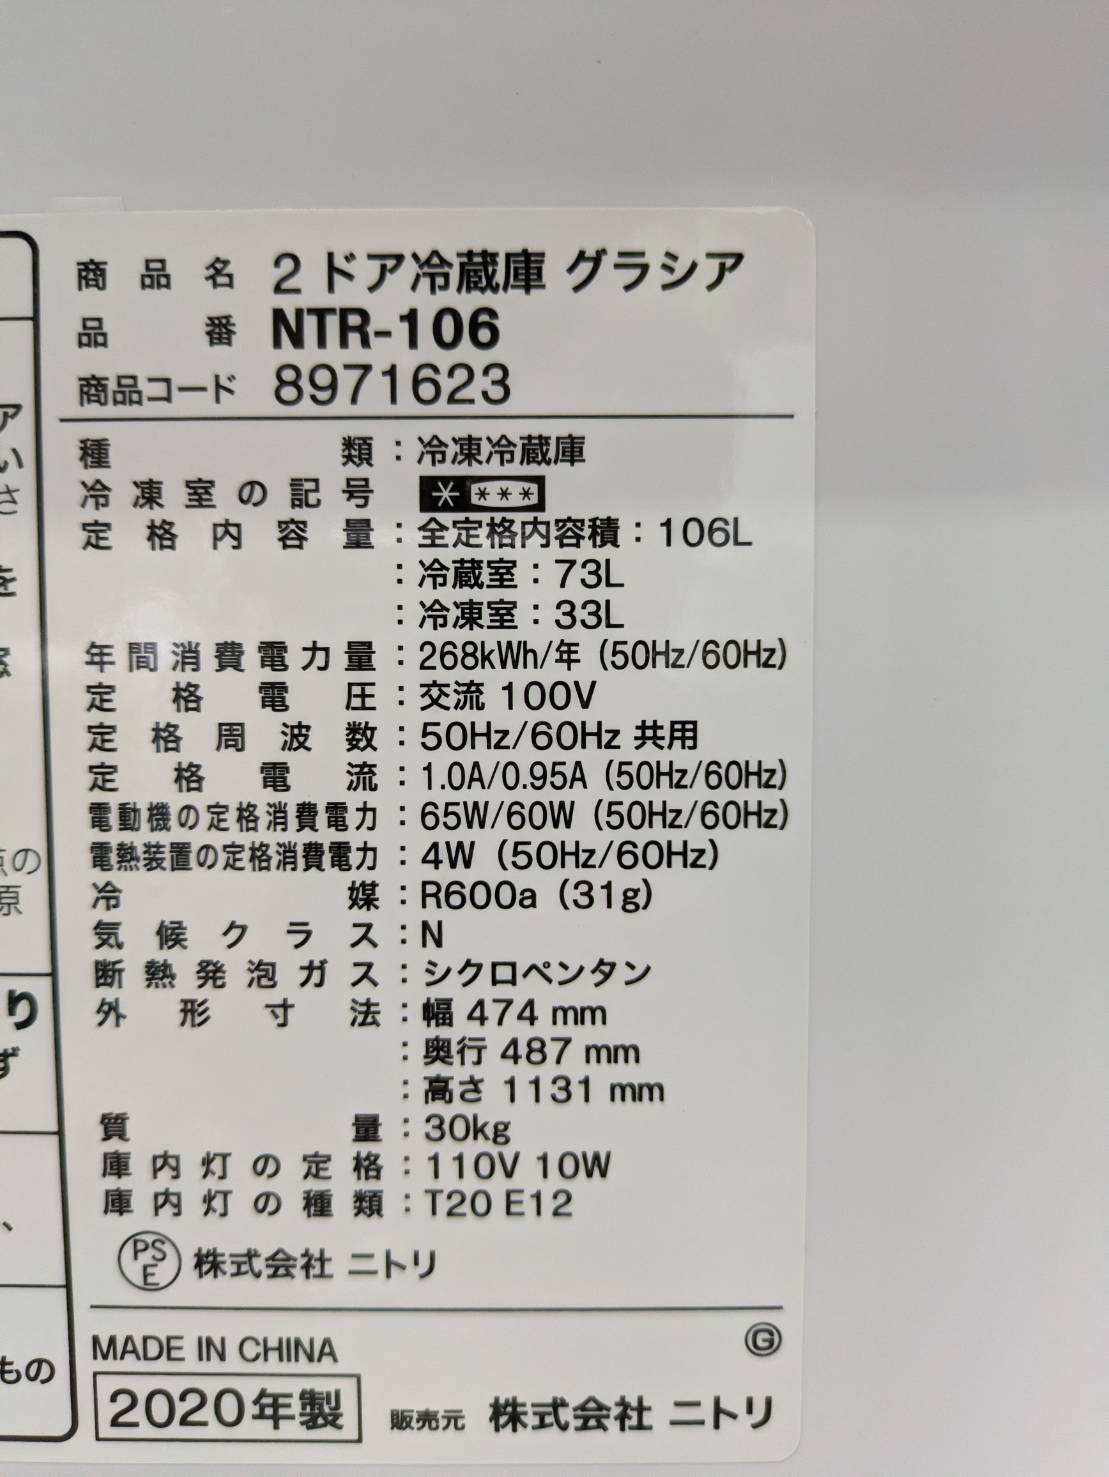 商品名 2ドア冷蔵庫 グラシア
品番 NTR-106
商品コード 8971623
種類：冷凍冷蔵庫
冷凍室の記号 * ***
定格内容量：全定格内容積：106L
：冷蔵室：73L
：冷凍室：33L
年間消費電力量：268kWh/年（50Hz/60Hz）
定格電圧：交流 100V
定格周波数：50Hz/60Hz 共用
定格電流：1.0A/0.95A（50Hz/60Hz）
電動機の定格消費電力：65W/60W（50Hz/60Hz）
電熱装置の定格消費電力：4W（50Hz/60Hz）
冷媒：R600a（31g）
気候クラス：N
断熱発泡ガス：シクロペンタン
外形寸法：幅 474 mm
：奥行 487 mm
：高さ 1131 mm
質量：30kg
庫内灯の定格：110V 10W
庫内灯の種類：T20 E12
PSE 株式会社 ニトリ
MADE IN CHINA
G
2020年製
販売元 株式会社 ニトリ
ア
い
さ
を
の
原
り
ず
、
もの